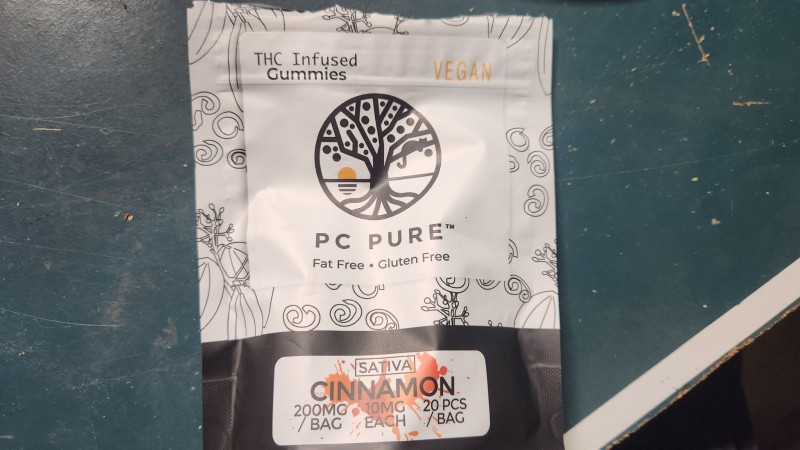 THC Infused
Gummies
VEGAN
PC PURE™
Fat Free • Gluten Free
SATIVA
CINNAMON
200MG 10MG 20 PCS
/ BAG EACH / BAG